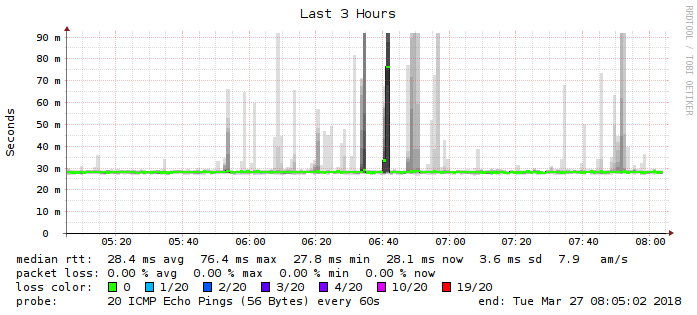 Last 3 Hours
RRDTOOL / TOBI OETIKER
Seconds
90 m
80 m
70 m
60 m
50 m
40 m
30 m
20 m
10 m
0
05:20 05:40 06:00 06:20 06:40 07:00 07:20 07:40 08:00
median rtt: 28.4 ms avg 76.4 ms max 27.8 ms min 28.1 ms now 3.6 ms sd 7.9 am/s
packet loss: 0.00 % avg 0.00 % max 0.00 % min 0.00 % now
loss color: 0 1/20 2/20 3/20 4/20 10/20 19/20
probe: 20 ICMP Echo Pings (56 Bytes) every 60s end: Tue Mar 27 08:05:02 2018